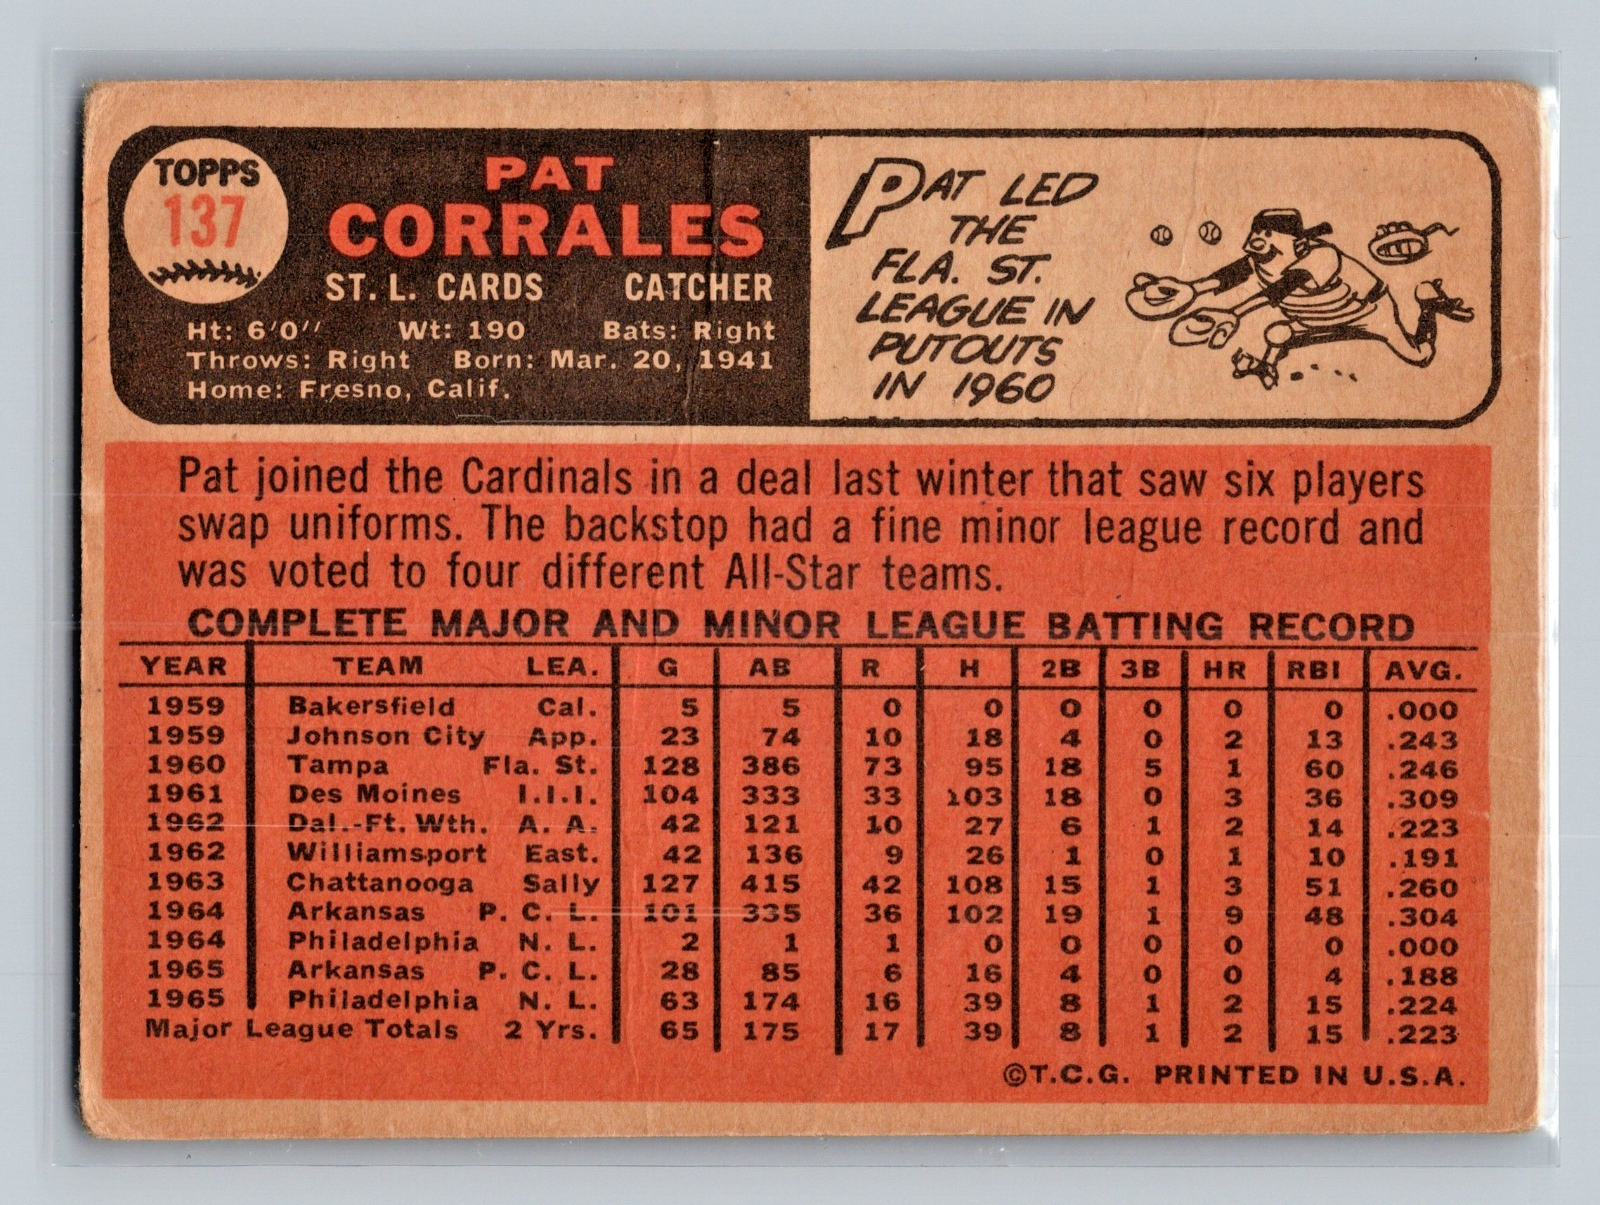 TOPPS
137
PAT
CORRALES
ST. L. CARDS CATCHER
Ht: 6'0" Wt: 190 Bats: Right
Throws: Right Born: Mar. 20, 1941
Home: Fresno, Calif.
PAT LED
THE
FLA. ST.
LEAGUE IN
PUTOUTS
IN 1960
Pat joined the Cardinals in a deal last winter that saw six players
swap uniforms. The backstop had a fine minor league record and
was voted to four different All-Star teams.
COMPLETE MAJOR AND MINOR LEAGUE BATTING RECORD
YEAR TEAM LEA. G AB R H 2B 3B HR RBI AVG.
1959 Bakersfield Cal. 5 5 0 0 0 0 0 0 .000
1959 Johnson City App. 23 74 10 18 4 0 2 13 .243
1960 Tampa Fla. St. 128 386 73 95 18 5 1 60 .246
1961 Des Moines I.I.I. 104 333 33 103 18 0 3 36 .309
1962 Dal.-Ft. Wth. A. A. 42 121 10 27 6 1 2 14 .223
1962 Williamsport East. 42 136 9 26 1 0 1 10 .191
1963 Chattanooga Sally 127 415 42 108 15 1 3 51 .260
1964 Arkansas P. C. L. 101 335 36 102 19 1 9 48 .304
1964 Philadelphia N. L. 2 1 1 0 0 0 0 0 .000
1965 Arkansas P. C. L. 28 85 6 16 4 0 0 4 .188
1965 Philadelphia N. L. 63 174 16 39 8 1 2 15 .224
Major League Totals 2 Yrs. 65 175 17 39 8 1 2 15 .223
©T.C.G. PRINTED IN U.S.A.